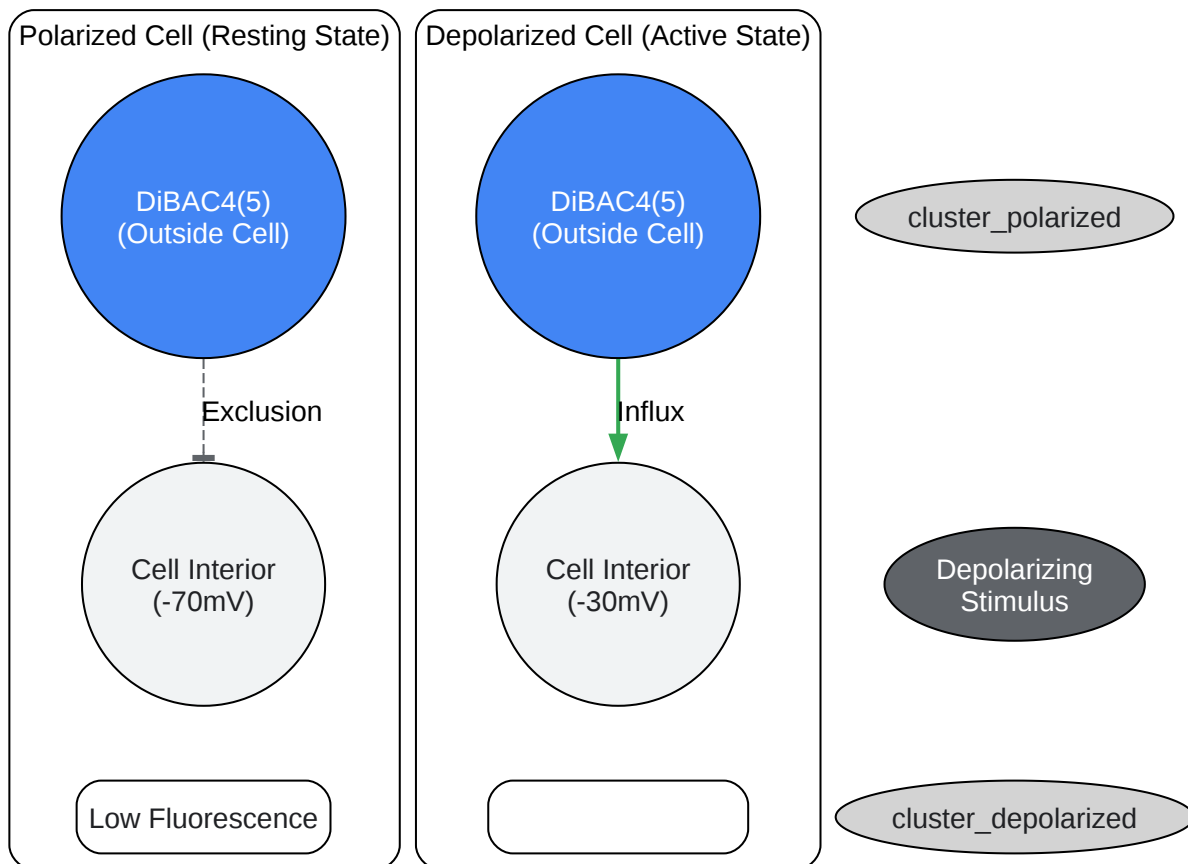 Polarized Cell (Resting State)
DiBAC4(5)
(Outside Cell)
Exclusion
Cell Interior
(-70mV)
Low Fluorescence
Depolarized Cell (Active State)
DiBAC4(5)
(Outside Cell)
Influx
Cell Interior
(-30mV)
cluster_polarized
Depolarizing
Stimulus
cluster_depolarized